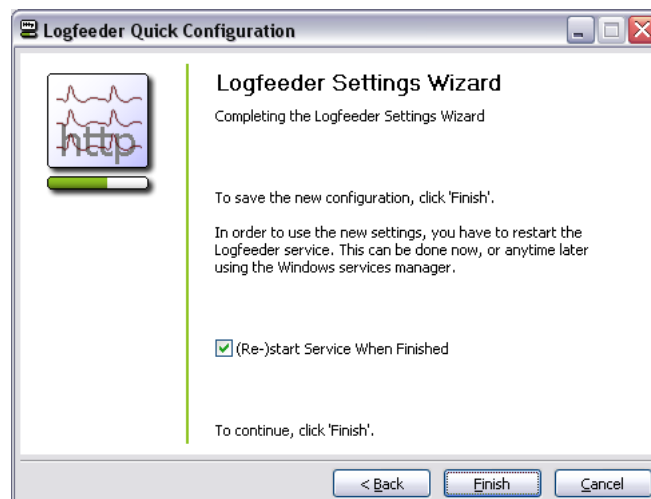 Logfeeder Quick Configuration
http
Logfeeder Settings Wizard
Completing the Logfeeder Settings Wizard
To save the new configuration, click 'Finish'.
In order to use the new settings, you have to restart the
Logfeeder service. This can be done now, or anytime later
using the Windows services manager.
(Re-)start Service When Finished
To continue, click 'Finish'.
< Back
Finish
Cancel